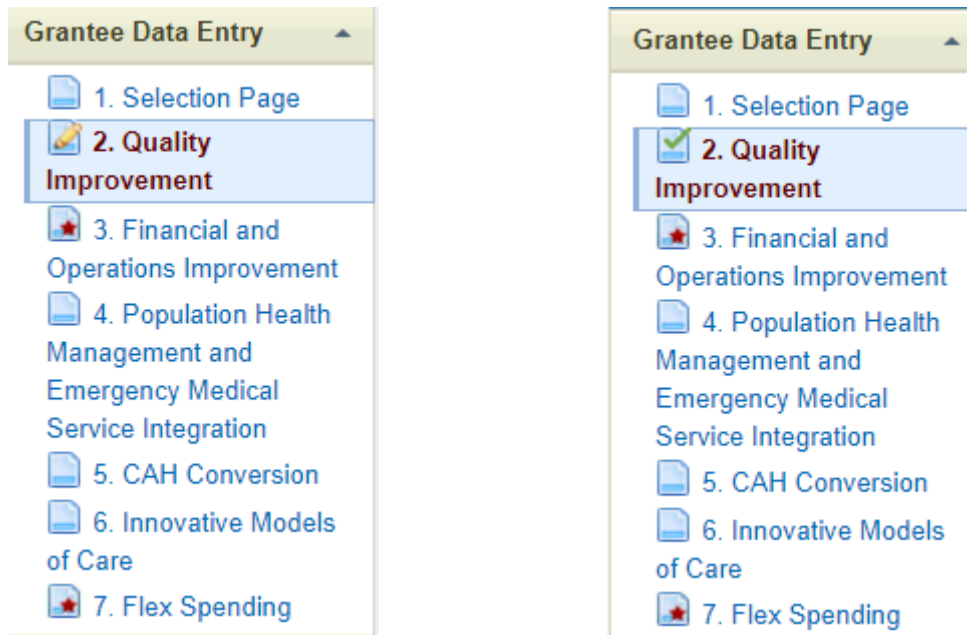 Grantee Data Entry
1. Selection Page
2. Quality
Improvement
3. Financial and
Operations Improvement
4. Population Health
Management and
Emergency Medical
Service Integration
5. CAH Conversion
6. Innovative Models
of Care
7. Flex Spending
Grantee Data Entry
1. Selection Page
2. Quality
Improvement
3. Financial and
Operations Improvement
4. Population Health
Management and
Emergency Medical
Service Integration
5. CAH Conversion
6. Innovative Models
of Care
7. Flex Spending